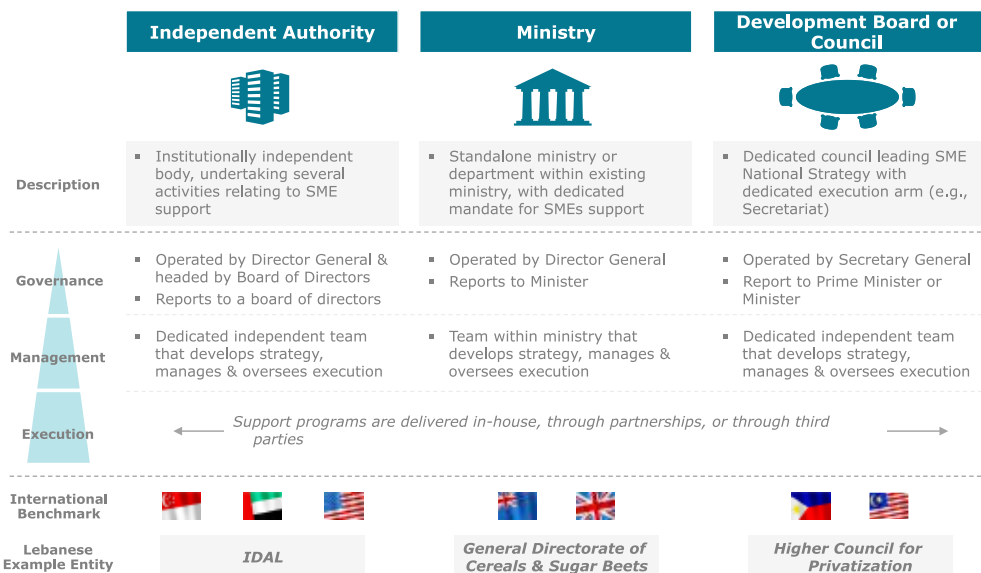 Independent Authority
Ministry
Development Board or
Council
Description
▪ Institutionally independent
body, undertaking several
activities relating to SME
support
▪ Standalone ministry or
department within existing
ministry, with dedicated
mandate for SMEs support
▪ Dedicated council leading SME
National Strategy with
dedicated execution arm (e.g.,
Secretariat)
Governance
▪ Operated by Director General &
headed by Board of Directors
▪ Reports to a board of directors
▪ Operated by Director General
▪ Reports to Minister
▪ Operated by Secretary General
▪ Report to Prime Minister or
Minister
Management
▪ Dedicated independent team
that develops strategy,
manages & oversees execution
▪ Team within ministry that
develops strategy, manages &
oversees execution
▪ Dedicated independent team
that develops strategy,
manages & oversees execution
Execution
Support programs are delivered in-house, through partnerships, or through third
parties
International
Benchmark
Lebanese
Example Entity
IDAL
General Directorate of
Cereals & Sugar Beets
Higher Council for
Privatization